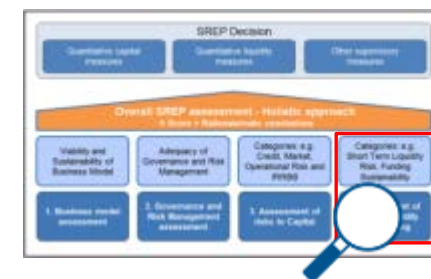 SREP Decision
Quantitative capital
measures
Quantitative liquidity
measures
Other supervisory
measures
Overall SREP assessment - Holistic approach
Viability and
Sustainability of
Business Model
Adequacy of
Governance and Risk
Management
Categories: e.g.
Credit, Market,
Operational Risk and
IRRBB
Categories: e.g.
Short Term Liquidity
Risk, Funding
Sustainability
1. Business model
assessment
2. Governance and
Risk Management
assessment
3. Assessment of
risks to Capital